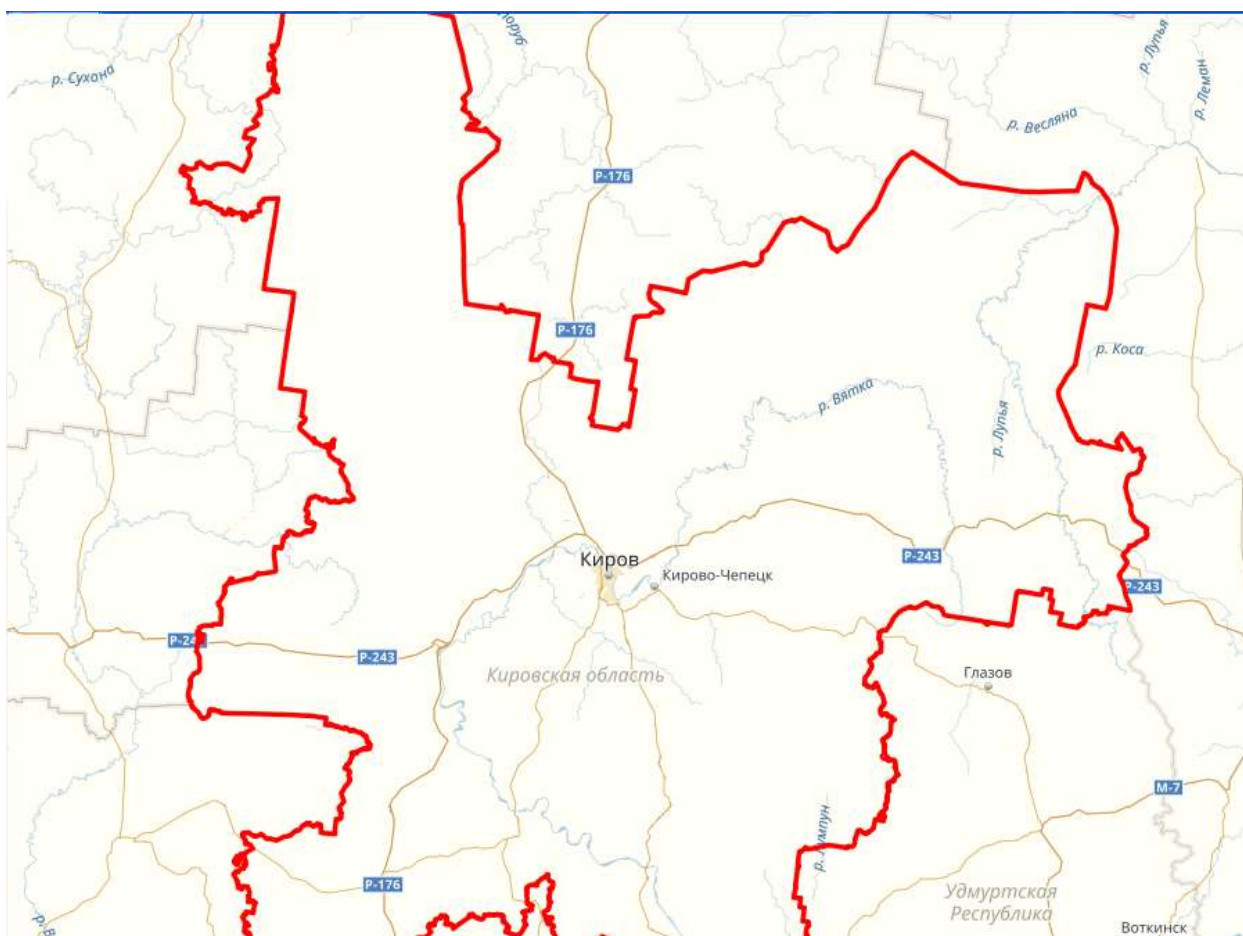 р. Сухона
р. Лупья
р. Леман
р. Весляна
Р-176
Р-176
р. Коса
р. Вятка
р. Лупья
Р-243
Киров
Кирово-Чепецк
Р-243
Р-243
Кировская область
Глазов
М-7
р. Лумпун
Р-176
Удмуртская
Республика
Воткинск